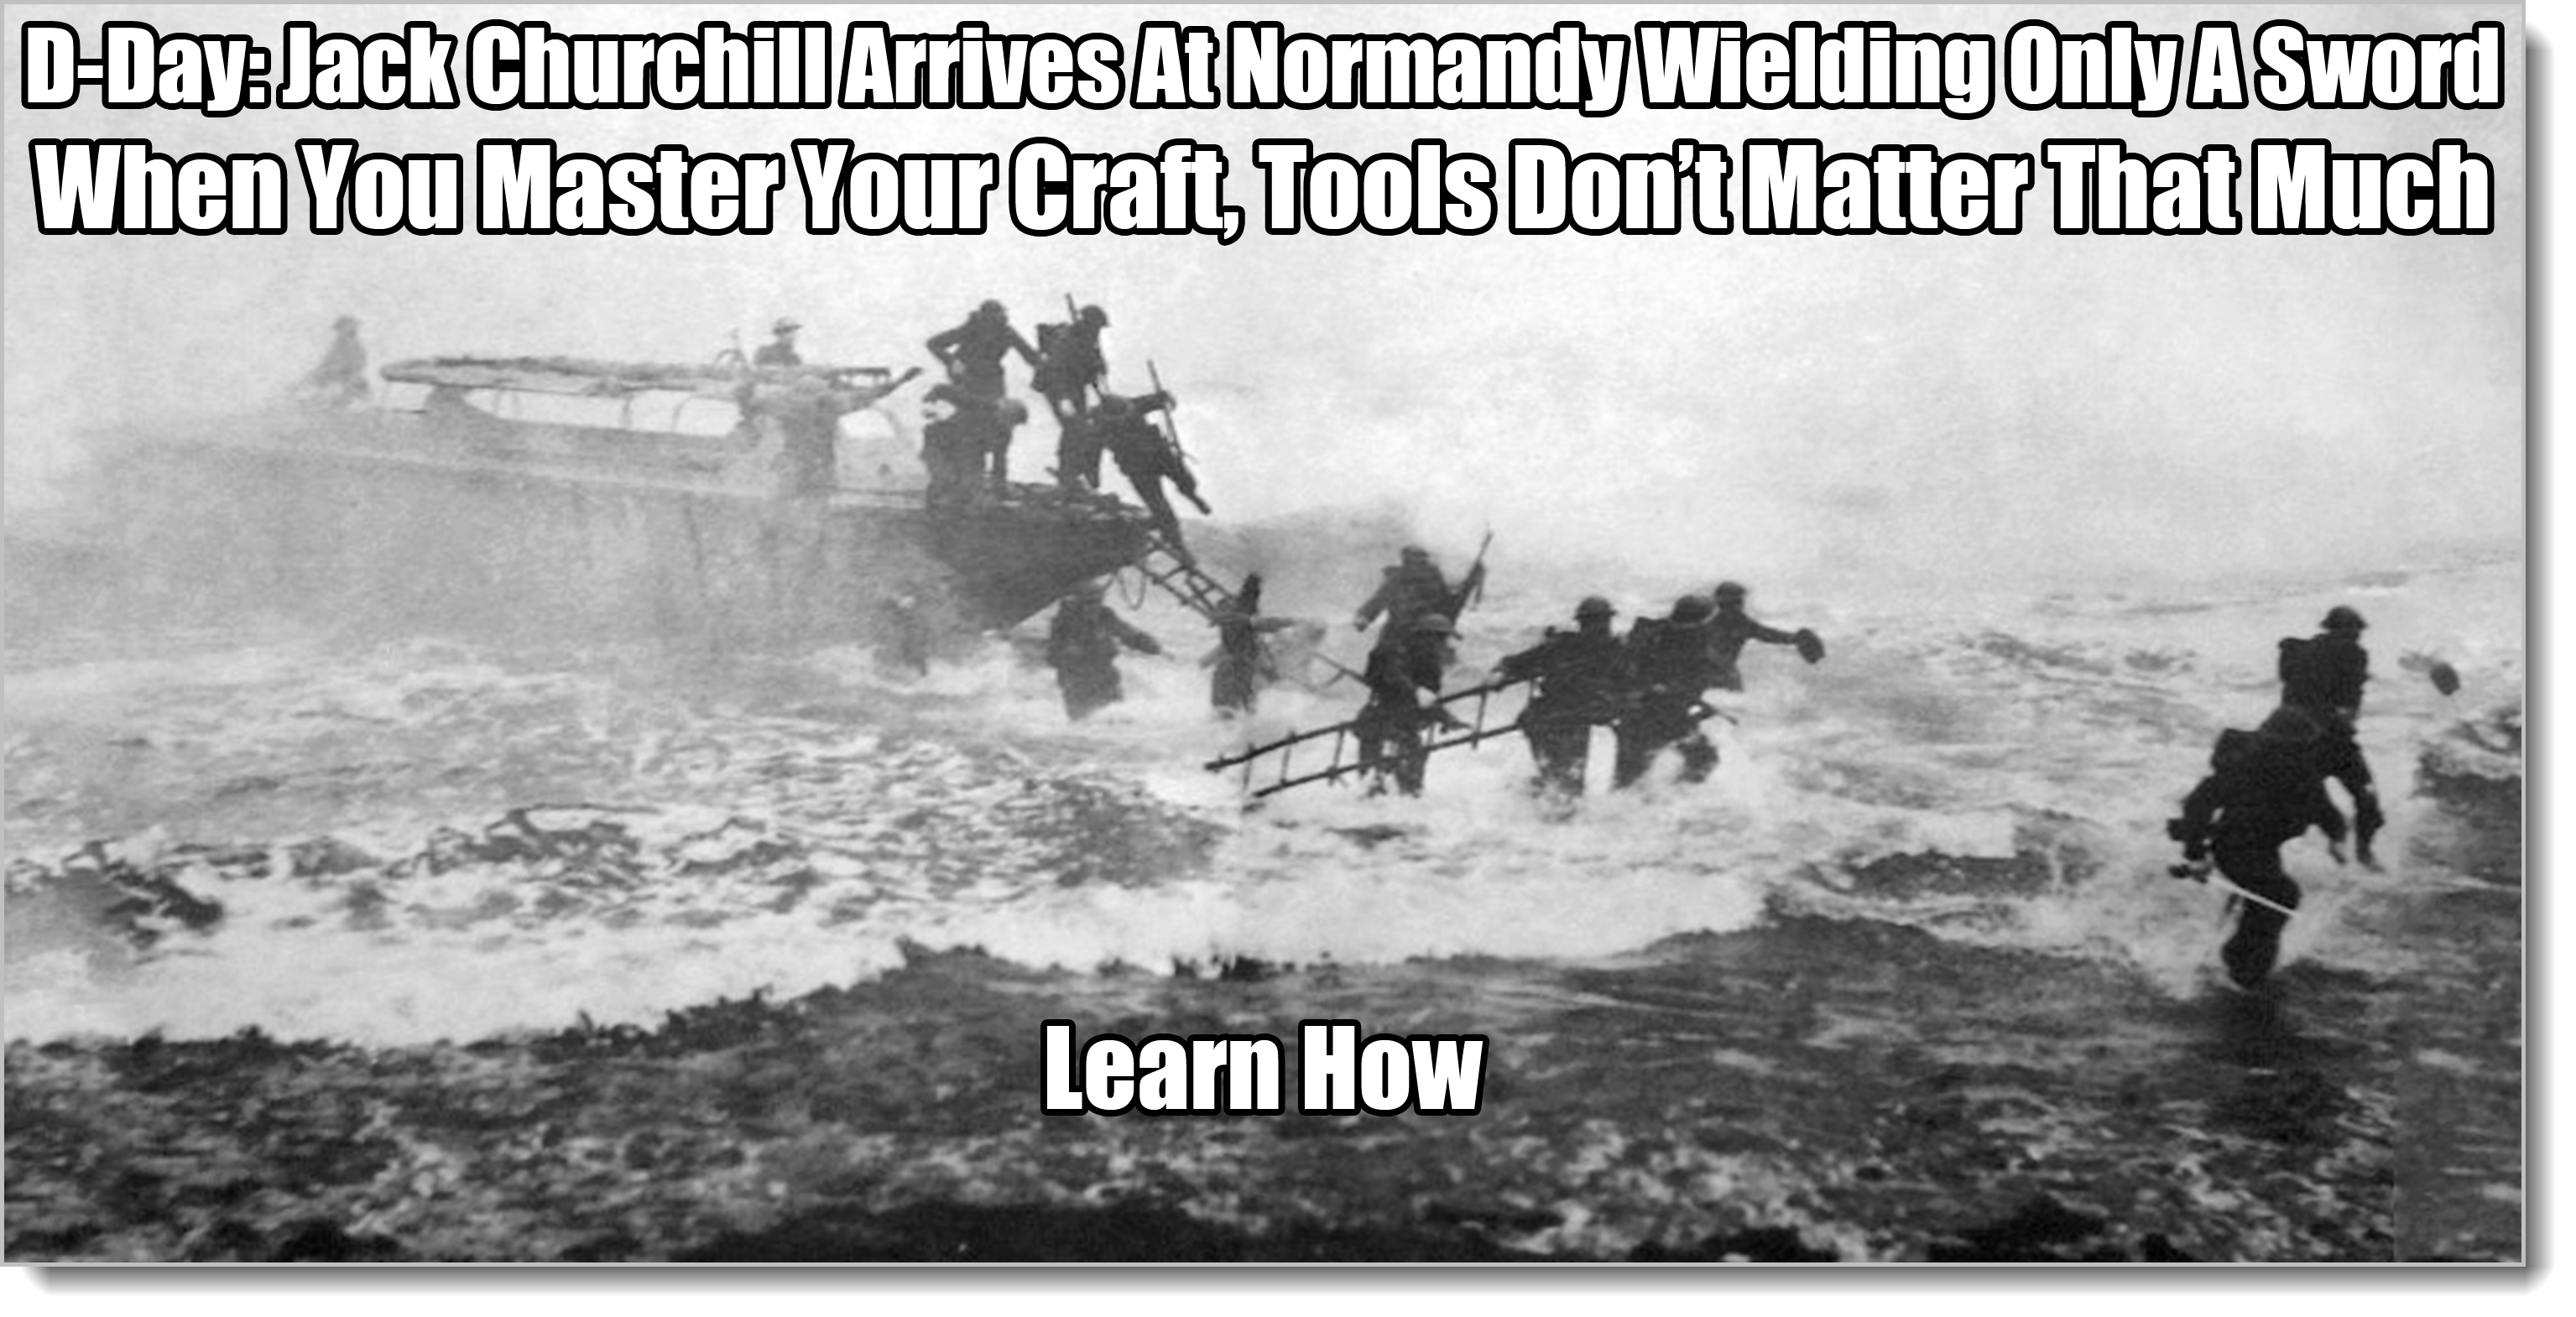 D-Day: Jack Churchill Arrives At Normandy Wielding Only A Sword
When You Master Your Craft, Tools Don’t Matter That Much
Learn How